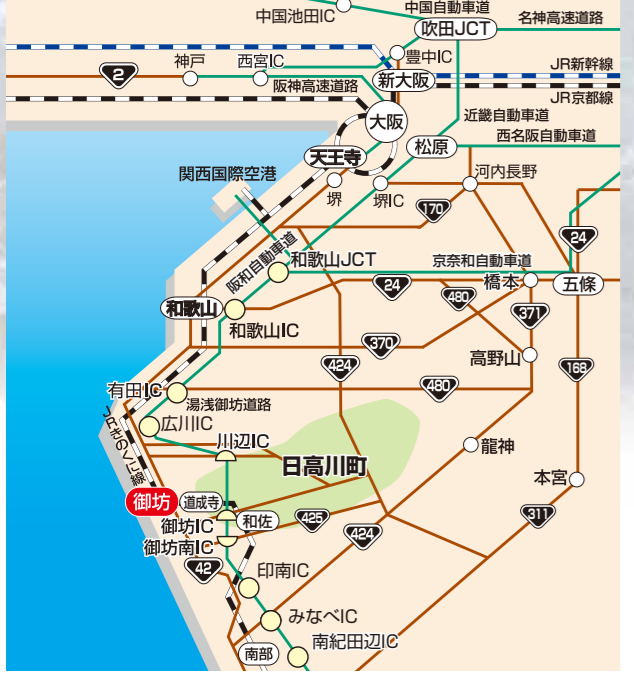 中国池田IC
中国自動車道
吹田JCT
名神高速道路
豊中IC
神戸
西宮IC
2
阪神高速道路
新大阪
JR新幹線
JR京都線
大阪
近畿自動車道
西名阪自動車道
松原
天王寺
関西国際空港
堺
堺IC
河内長野
170
24
阪和自動車道
和歌山JCT
京奈和自動車道
橋本
五條
24
480
和歌山
和歌山IC
371
370
424
高野山
168
480
有田IC
湯浅御坊道路
広川IC
JRきのくに線
川辺IC
日高川町
龍神
本宮
御坊
道成寺
御坊IC
和佐
425
424
311
御坊南IC
42
印南IC
みなべIC
南紀田辺IC
南部